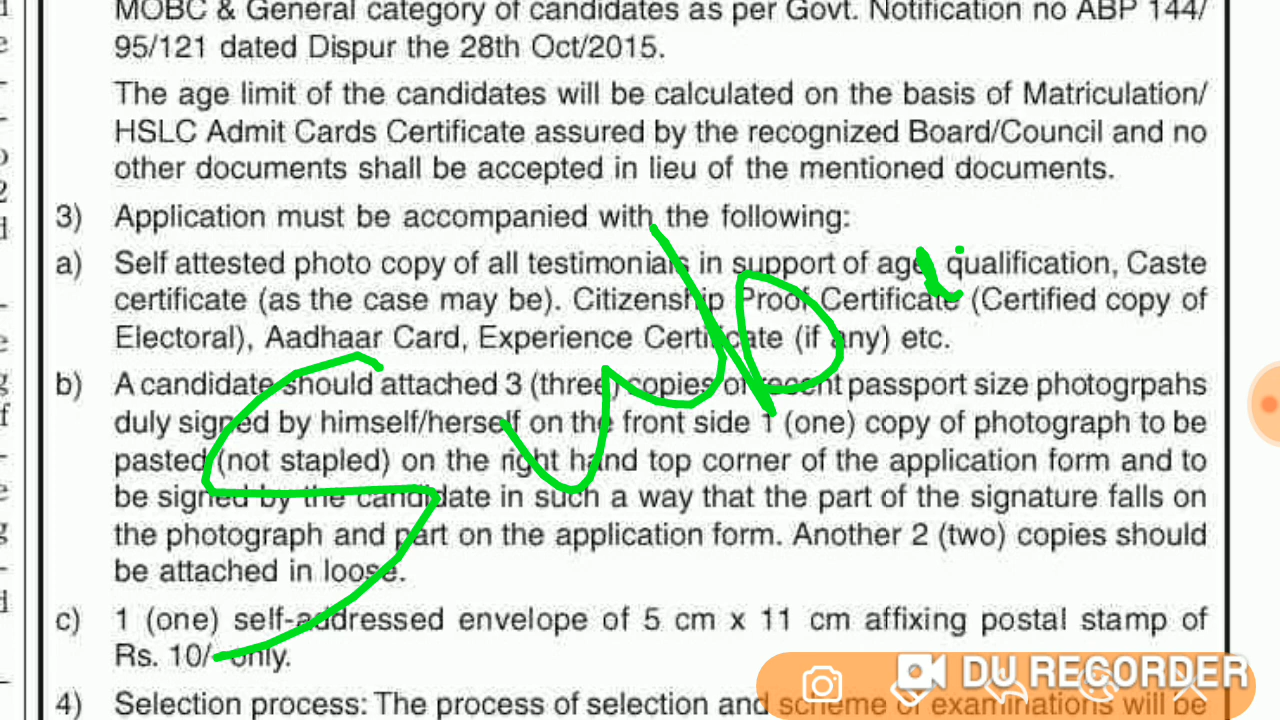 MOBC & General category of candidates as per Govt. Notification no ABP 144/
95/121 dated Dispur the 28th Oct/2015.
The age limit of the candidates will be calculated on the basis of Matriculation/
HSLC Admit Cards Certificate assured by the recognized Board/Council and no
other documents shall be accepted in lieu of the mentioned documents.
3) Application must be accompanied with the following:
a) Self attested photo copy of all testimonials in support of age, qualification, Caste
certificate (as the case may be). Citizenship Proof Certificate (Certified copy of
Electoral), Aadhaar Card, Experience Certificate (if any) etc.
b) A candidate should attached 3 (three) copies of recent passport size photogrpahs
duly signed by himself/herself on the front side 1 (one) copy of photograph to be
pasted (not stapled) on the right hand top corner of the application form and to
be signed by the candidate in such a way that the part of the signature falls on
the photograph and part on the application form. Another 2 (two) copies should
be attached in loose.
c) 1 (one) self-addressed envelope of 5 cm x 11 cm affixing postal stamp of
Rs. 10/- only.
4) Selection process: The process of selection and scheme of examinations will be
DU RECORDER